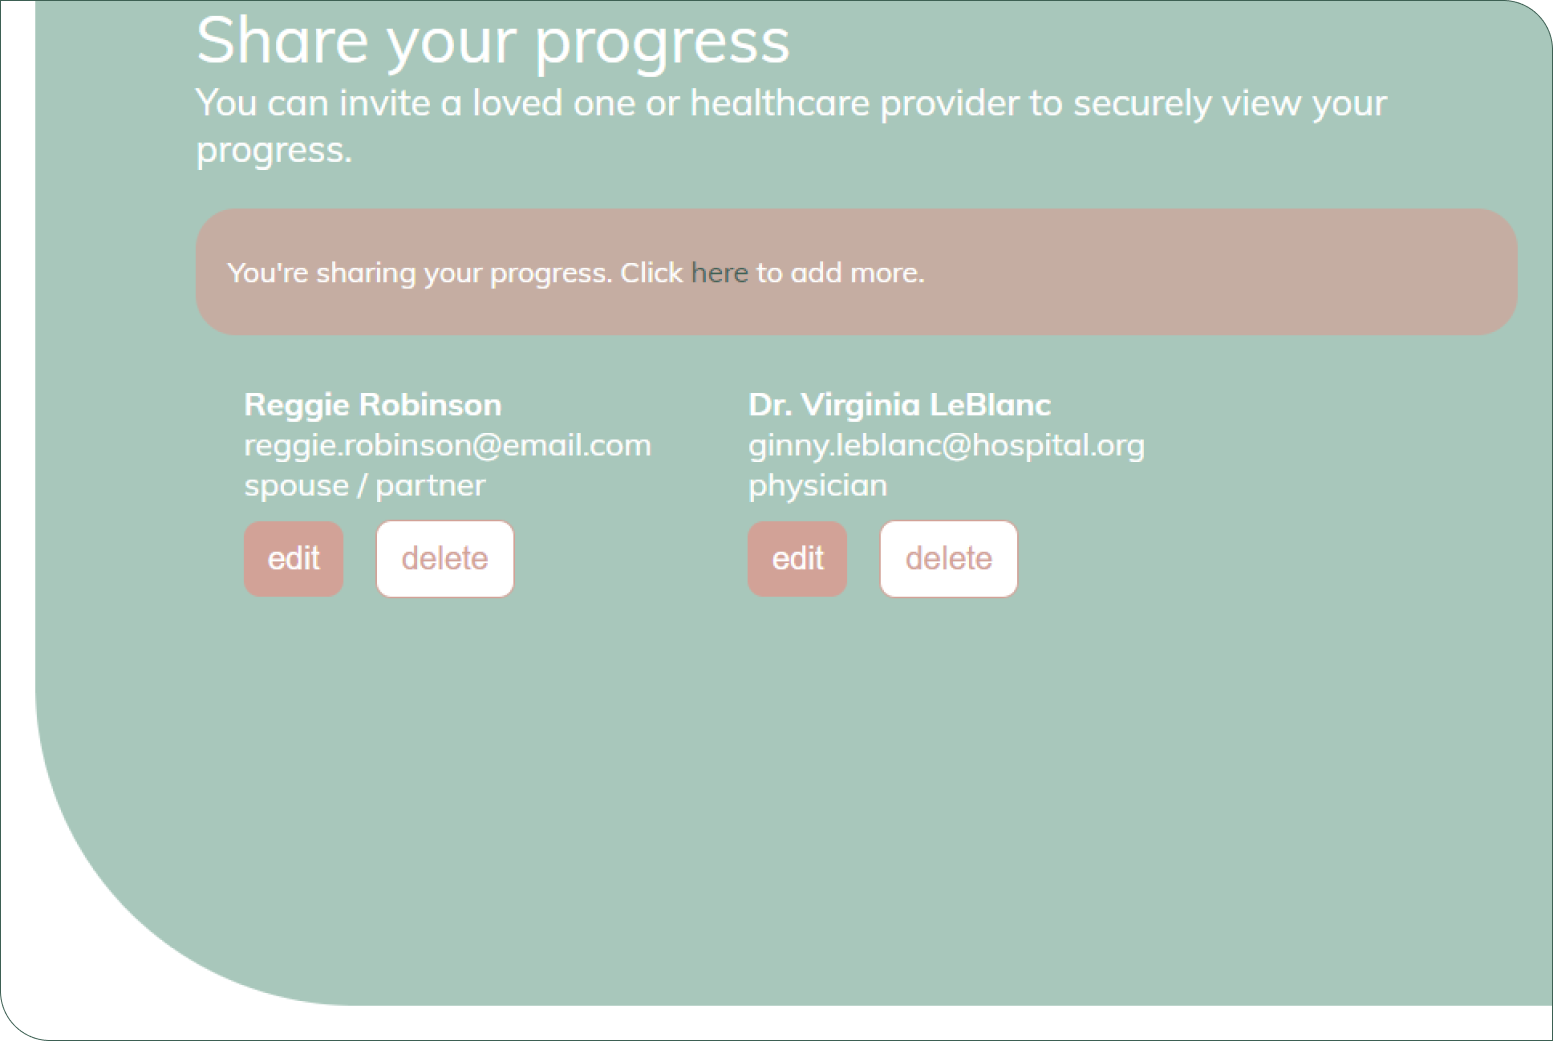 Share your progress
You can invite a loved one or healthcare provider to securely view your
progress.
You're sharing your progress. Click here to add more.
Reggie Robinson
reggie.robinson@email.com
spouse / partner
edit
delete
Dr. Virginia LeBlanc
ginny.leblanc@hospital.org
physician
edit
delete